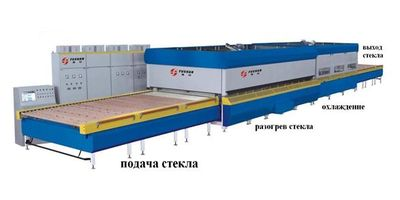 выход
стекла
охлаждение
разогрев стекла
подача стекла